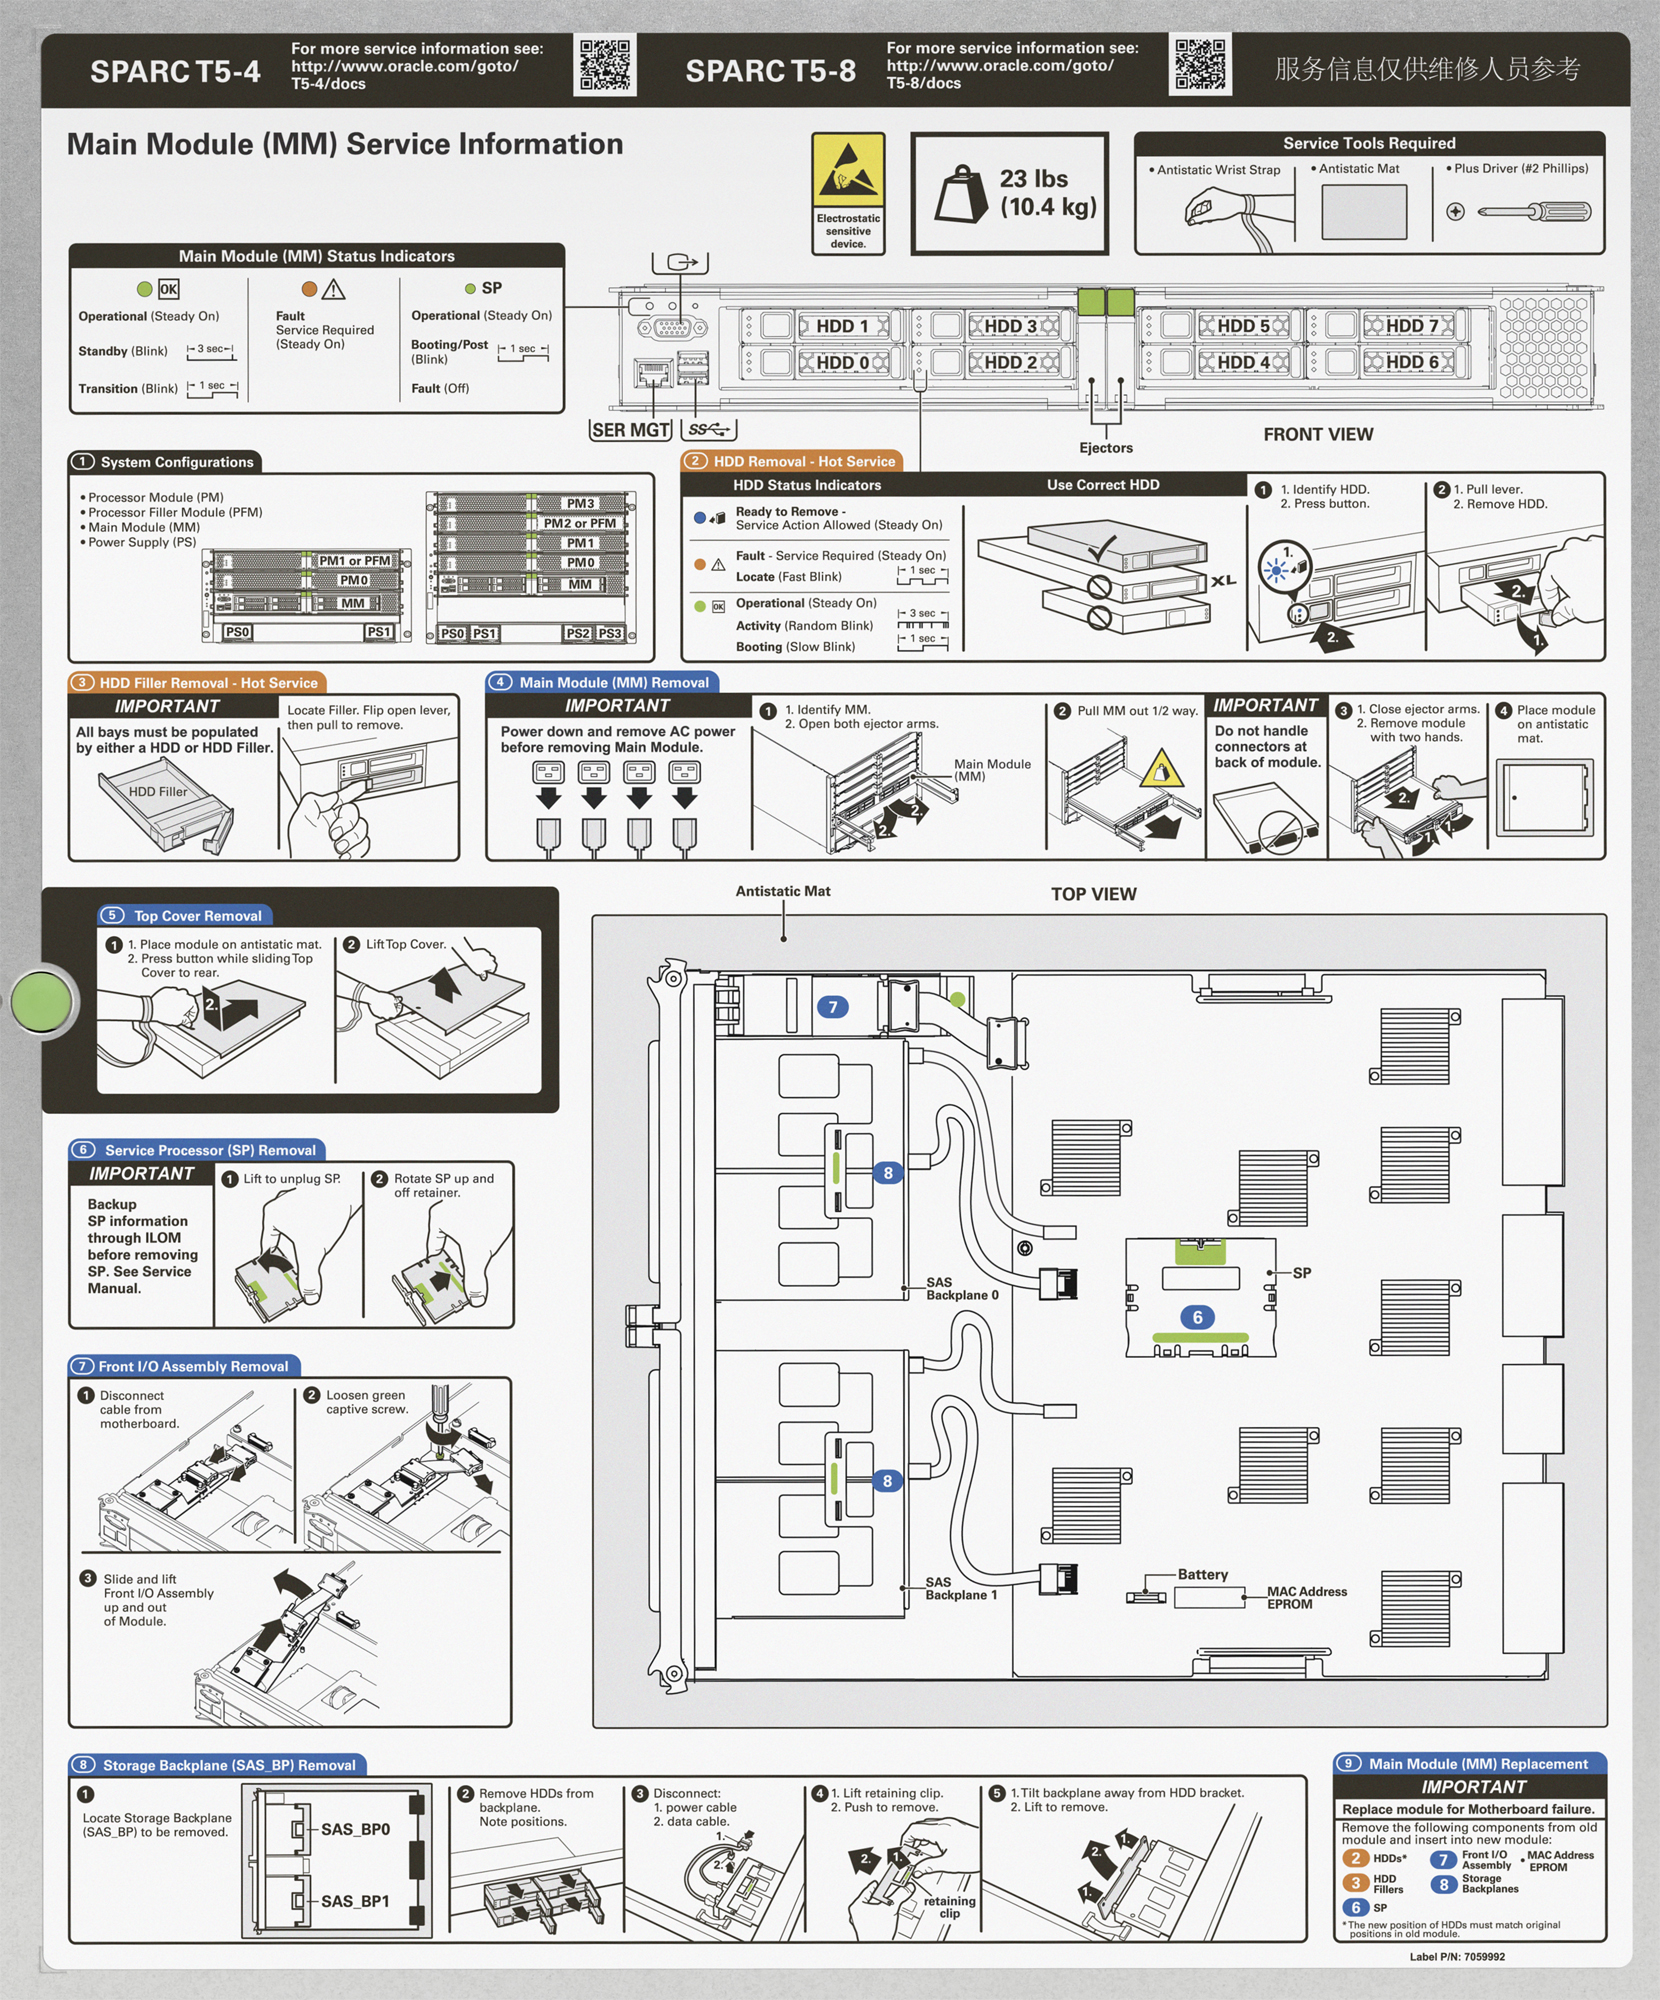 SPARC T5-4
For more service information see:
http://www.oracle.com/goto/
T5-4/docs
SPARC T5-8
For more service information see:
http://www.oracle.com/goto/
T5-8/docs
服务信息仅供维修人员参考
Main Module (MM) Service Information
Electrostatic
sensitive
device.
23 lbs
(10.4 kg)
Service Tools Required
• Antistatic Wrist Strap
• Antistatic Mat
• Plus Driver (#2 Phillips)
Main Module (MM) Status Indicators
OK
Operational (Steady On)
Standby (Blink)
3 sec
Transition (Blink)
1 sec
Fault
Service Required
(Steady On)
SP
Operational (Steady On)
Booting/Post
(Blink)
1 sec
Fault (Off)
HDD 1
HDD 3
HDD 5
HDD 7
HDD 0
HDD 2
HDD 4
HDD 6
SER MGT
SS
Ejectors
FRONT VIEW
1 System Configurations
• Processor Module (PM)
• Processor Filler Module (PFM)
• Main Module (MM)
• Power Supply (PS)
PM1 or PFM
PM0
MM
PS0
PS1
PM3
PM2 or PFM
PM1
PM0
MM
PS0
PS1
PS2
PS3
2 HDD Removal - Hot Service
HDD Status Indicators
Ready to Remove -
Service Action Allowed (Steady On)
Fault - Service Required (Steady On)
Locate (Fast Blink)
1 sec
OK
Operational (Steady On)
Activity (Random Blink)
3 sec
Booting (Slow Blink)
1 sec
Use Correct HDD
XL
1 1. Identify HDD.
2. Press button.
1.
2.
2 1. Pull lever.
2. Remove HDD.
2.
1.
3 HDD Filler Removal - Hot Service
IMPORTANT
All bays must be populated
by either a HDD or HDD Filler.
HDD Filler
Locate Filler. Flip open lever,
then pull to remove.
4 Main Module (MM) Removal
IMPORTANT
Power down and remove AC power
before removing Main Module.
1 1. Identify MM.
2. Open both ejector arms.
Main Module
(MM)
2.
2.
2 Pull MM out 1/2 way.
IMPORTANT
Do not handle
connectors at
back of module.
3 1. Close ejector arms.
2. Remove module
with two hands.
2.
1.
1.
4 Place module
on antistatic
mat.
5 Top Cover Removal
1 1. Place module on antistatic mat.
2. Press button while sliding Top
Cover to rear.
2.
2 Lift Top Cover.
Antistatic Mat
TOP VIEW
7
8
SAS
Backplane 0
SP
6
8
SAS
Backplane 1
Battery
MAC Address
EPROM
6 Service Processor (SP) Removal
IMPORTANT
Backup
SP information
through ILOM
before removing
SP. See Service
Manual.
1 Lift to unplug SP.
2 Rotate SP up and
off retainer.
7 Front I/O Assembly Removal
1 Disconnect
cable from
motherboard.
2 Loosen green
captive screw.
3 Slide and lift
Front I/O Assembly
up and out
of Module.
8 Storage Backplane (SAS_BP) Removal
1
Locate Storage Backplane
(SAS_BP) to be removed.
SAS_BP0
SAS_BP1
2 Remove HDDs from
backplane.
Note positions.
3 Disconnect:
1. power cable
2. data cable.
1.
2.
4 1. Lift retaining clip.
2. Push to remove.
2.
1.
retaining
clip
5 1. Tilt backplane away from HDD bracket.
2. Lift to remove.
1.
2.
1.
9 Main Module (MM) Replacement
IMPORTANT
Replace module for Motherboard failure.
Remove the following components from old
module and insert into new module:
2 HDDs*
3 HDD
Fillers
6 SP
7 Front I/O
Assembly
8 Storage
Backplanes
• MAC Address
EPROM
* The new position of HDDs must match original
positions in old module.
Label P/N: 7059992